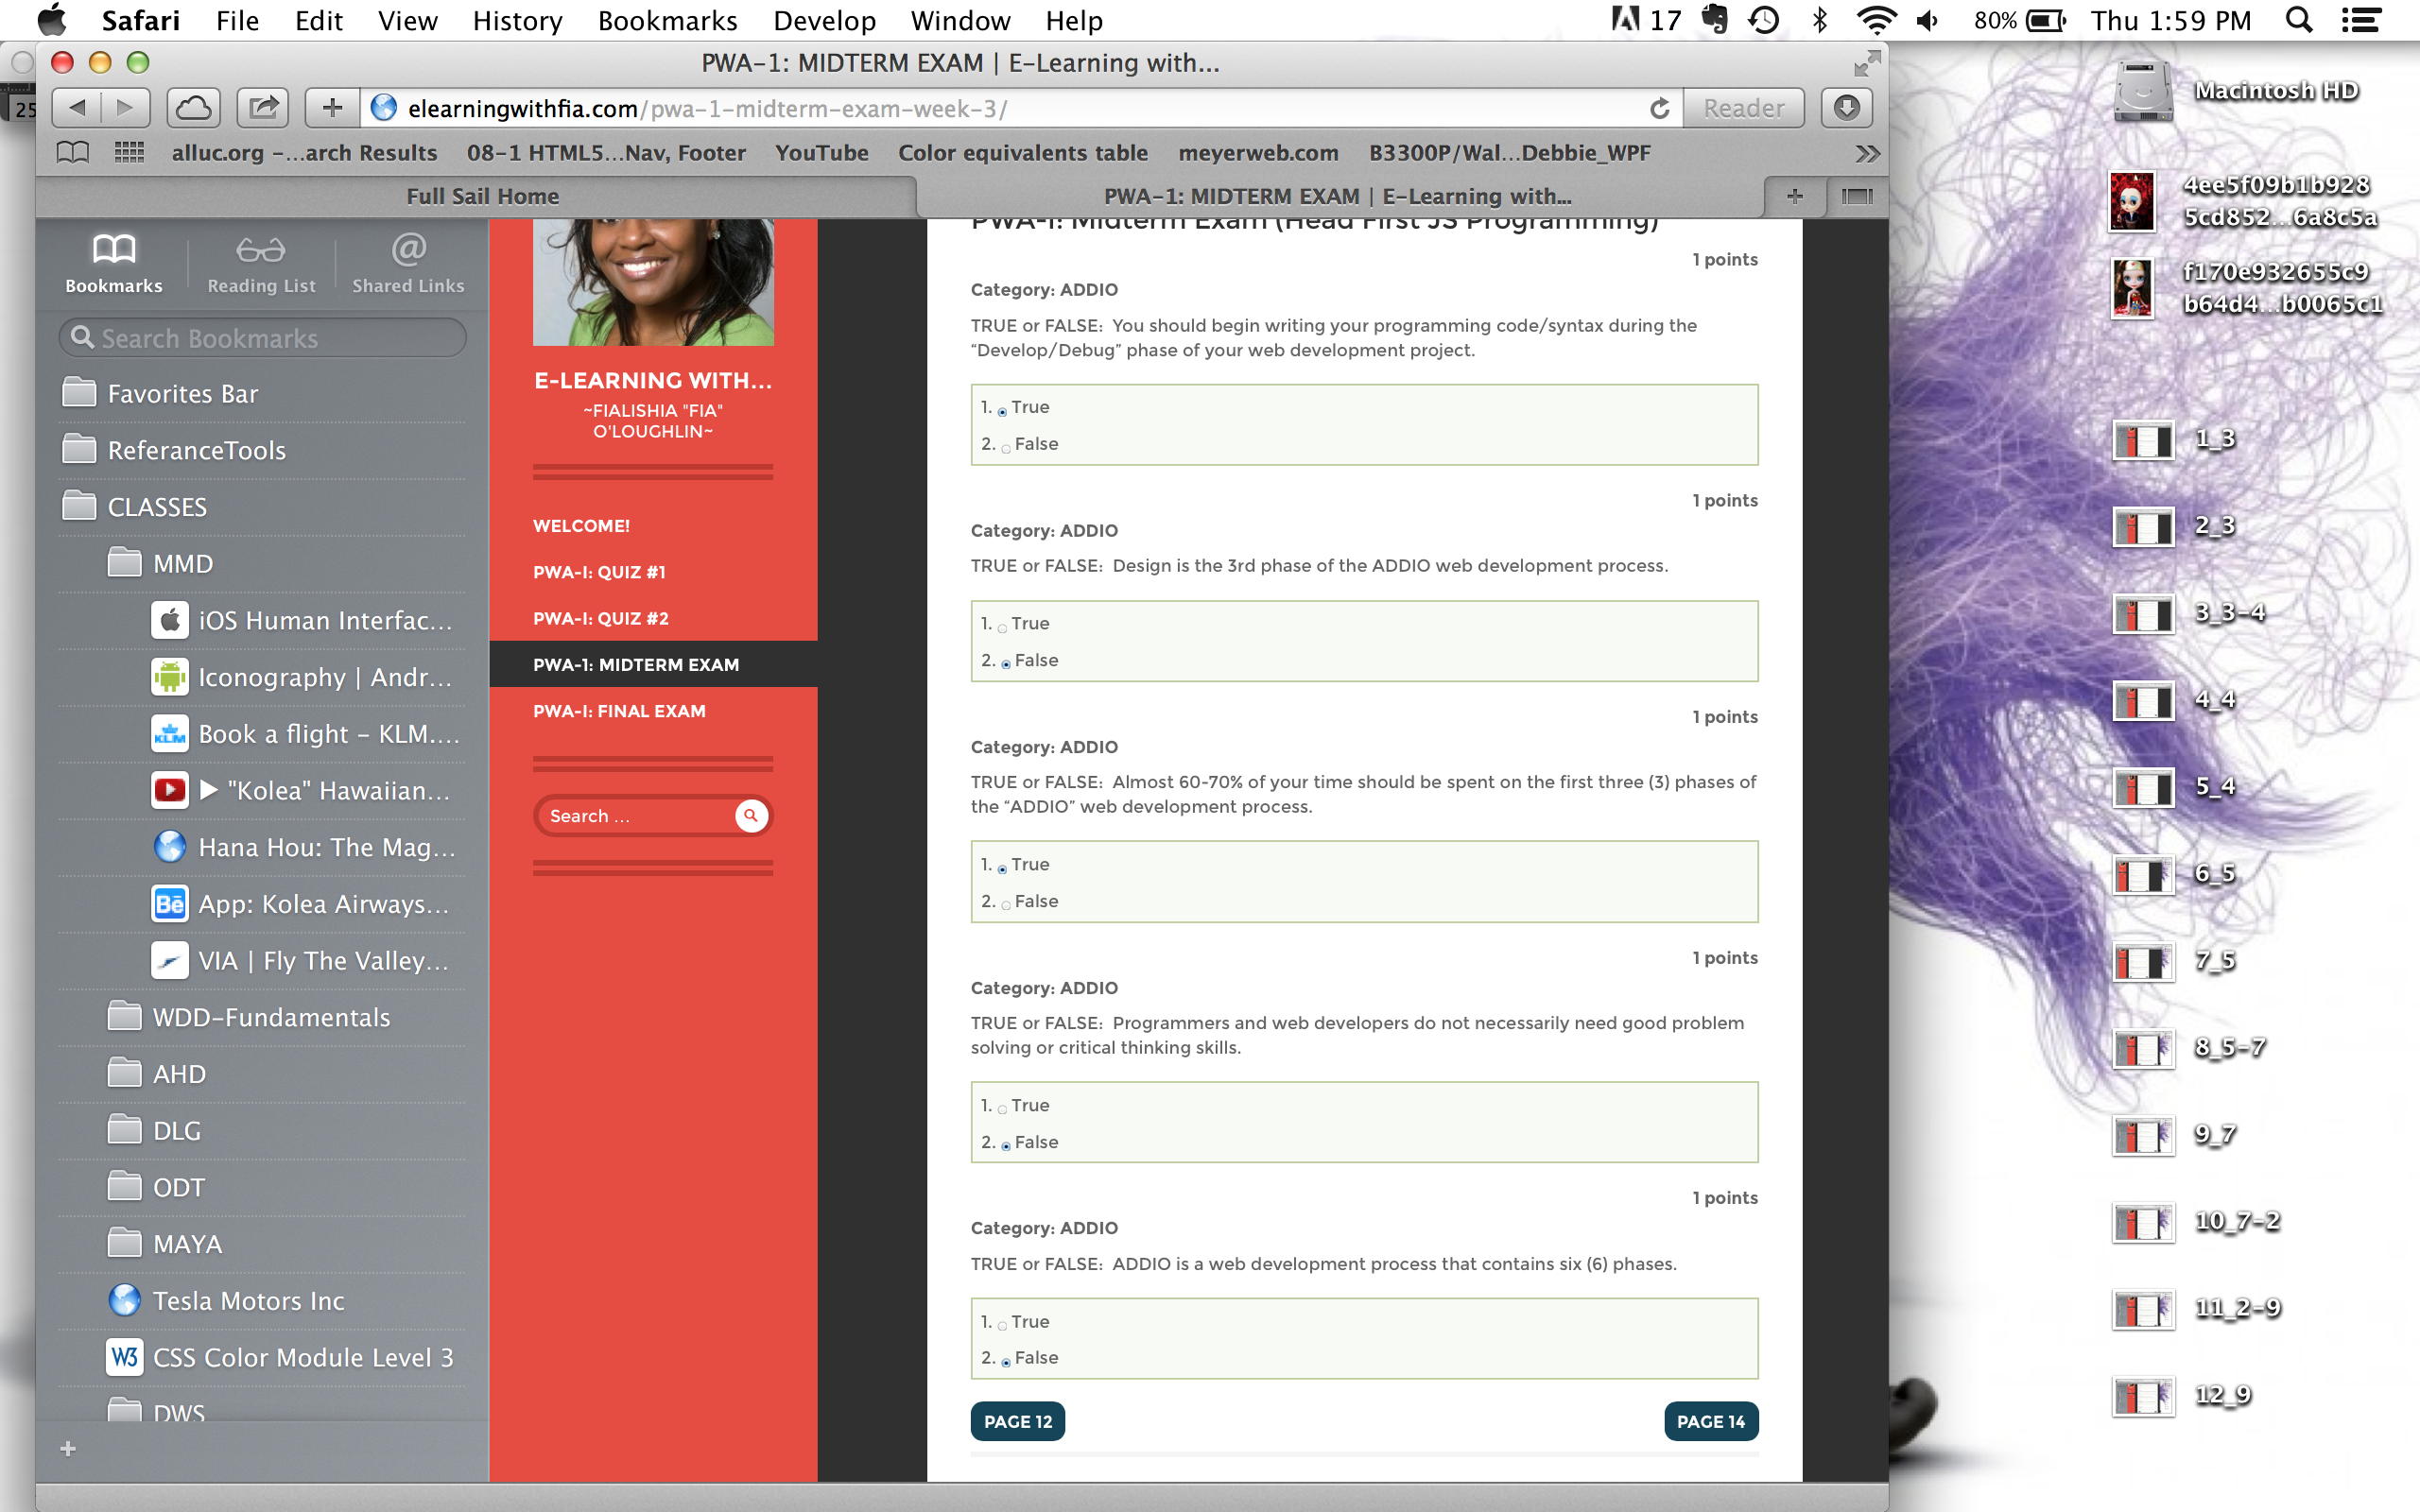 Safari File Edit View History Bookmarks Develop Window Help 17 80% Thu 1:59 PM
PWA-1: MIDTERM EXAM | E-Learning with...
25
elearningwithfia.com/pwa-1-midterm-exam-week-3/ Reader
alluc.org -...arch Results 08-1 HTML5...Nav, Footer YouTube Color equivalents table meyerweb.com B3300P/Wal...Debbie_WPF
Full Sail Home PWA-1: MIDTERM EXAM | E-Learning with...
Bookmarks Reading List Shared Links
Search Bookmarks
Favorites Bar
ReferanceTools
CLASSES
MMD
iOS Human Interfac...
Iconography | Andr...
KLM Book a flight - KLM....
▶ "Kolea" Hawaiian...
Hana Hou: The Mag...
Bē App: Kolea Airways...
VIA | Fly The Valley...
WDD-Fundamentals
AHD
DLG
ODT
MAYA
Tesla Motors Inc
W3 CSS Color Module Level 3
DWS
E-LEARNING WITH...
~FIALISHIA "FIA"
O'LOUGHLIN~
WELCOME!
PWA-I: QUIZ #1
PWA-I: QUIZ #2
PWA-1: MIDTERM EXAM
PWA-I: FINAL EXAM
Search ...
PWA-I: Midterm Exam (Head First JS Programming)
1 points
Category: ADDIO
TRUE or FALSE: You should begin writing your programming code/syntax during the
“Develop/Debug” phase of your web development project.
1. True
2. False
1 points
Category: ADDIO
TRUE or FALSE: Design is the 3rd phase of the ADDIO web development process.
1. True
2. False
1 points
Category: ADDIO
TRUE or FALSE: Almost 60-70% of your time should be spent on the first three (3) phases of
the “ADDIO” web development process.
1. True
2. False
1 points
Category: ADDIO
TRUE or FALSE: Programmers and web developers do not necessarily need good problem
solving or critical thinking skills.
1. True
2. False
1 points
Category: ADDIO
TRUE or FALSE: ADDIO is a web development process that contains six (6) phases.
1. True
2. False
PAGE 12 PAGE 14
Macintosh HD
4ee5f09b1b928
5cd852...6a8c5a
f170e932655c9
b64d4...b0065c1
1_3
2_3
3_3-4
4_4
5_4
6_5
7_5
8_5-7
9_7
10_7-2
11_2-9
12_9